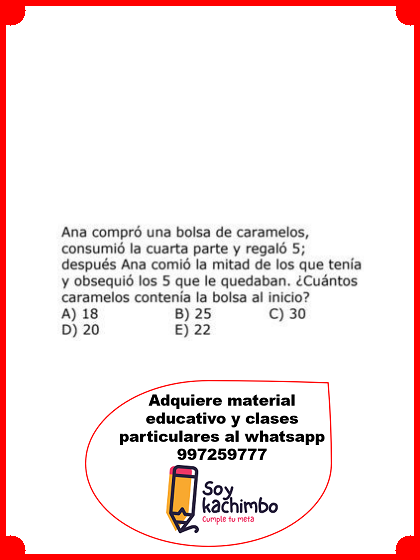 Ana compró una bolsa de caramelos,
consumió la cuarta parte y regaló 5;
después Ana comió la mitad de los que tenía
y obsequió los 5 que le quedaban. ¿Cuántos
caramelos contenía la bolsa al inicio?
A) 18 B) 25 C) 30
D) 20 E) 22
Adquiere material
educativo y clases
particulares al whatsapp
997259777
Soy
kachimbo
Cumple tu meta